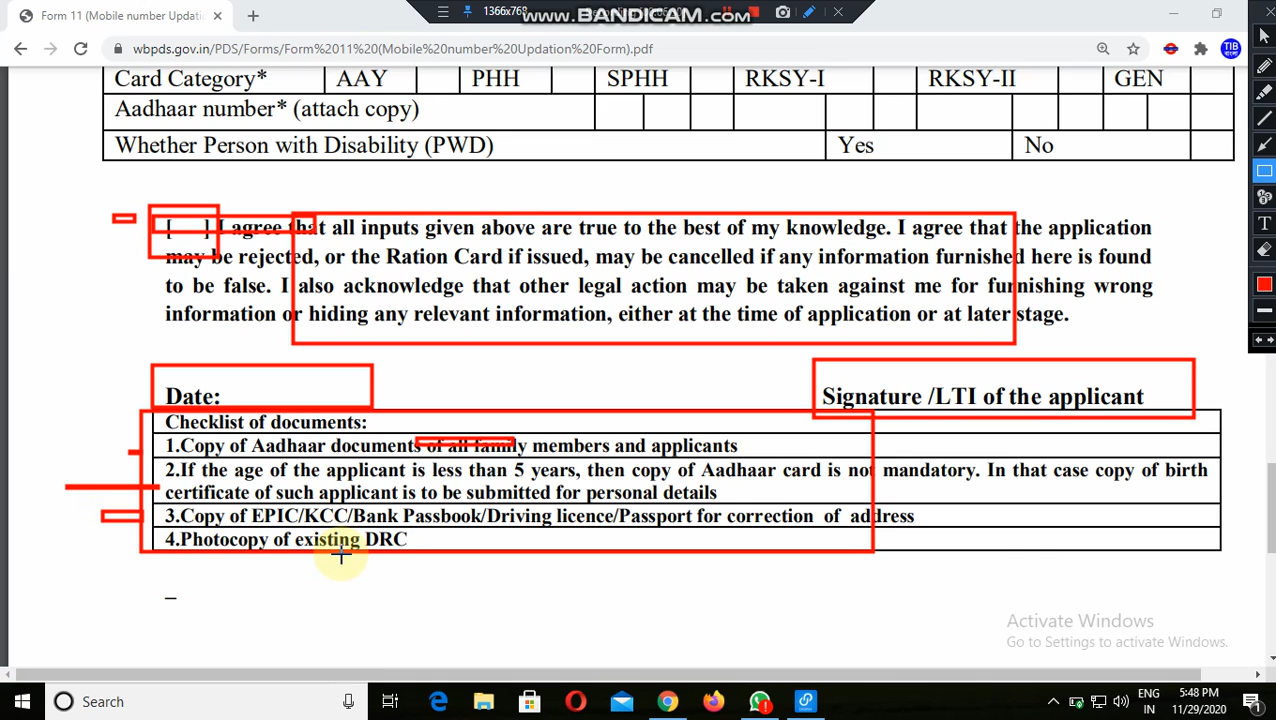 Form 11 (Mobile number Updatio
1366x768
www.BANDICAM.com
wbpds.gov.in/PDS/Forms/Form%2011%20(Mobile%20number%20Updation%20Form).pdf
TIB
Card Category* AAY PHH SPHH RKSY-I RKSY-II GEN
Aadhaar number* (attach copy)
Whether Person with Disability (PWD) Yes No
[ ] I agree that all inputs given above are true to the best of my knowledge. I agree that the application
may be rejected, or the Ration Card if issued, may be cancelled if any information furnished here is found
to be false. I also acknowledge that other legal action may be taken against me for furnishing wrong
information or hiding any relevant information, either at the time of application or at later stage.
Date: Signature /LTI of the applicant
Checklist of documents:
1.Copy of Aadhaar documents of all family members and applicants
2.If the age of the applicant is less than 5 years, then copy of Aadhaar card is not mandatory. In that case copy of birth
certificate of such applicant is to be submitted for personal details
3.Copy of EPIC/KCC/Bank Passbook/Driving licence/Passport for correction of address
4.Photocopy of existing DRC
_
Activate Windows
Go to Settings to activate Windows.
Search
ENG 5:48 PM
IN 11/29/2020
1